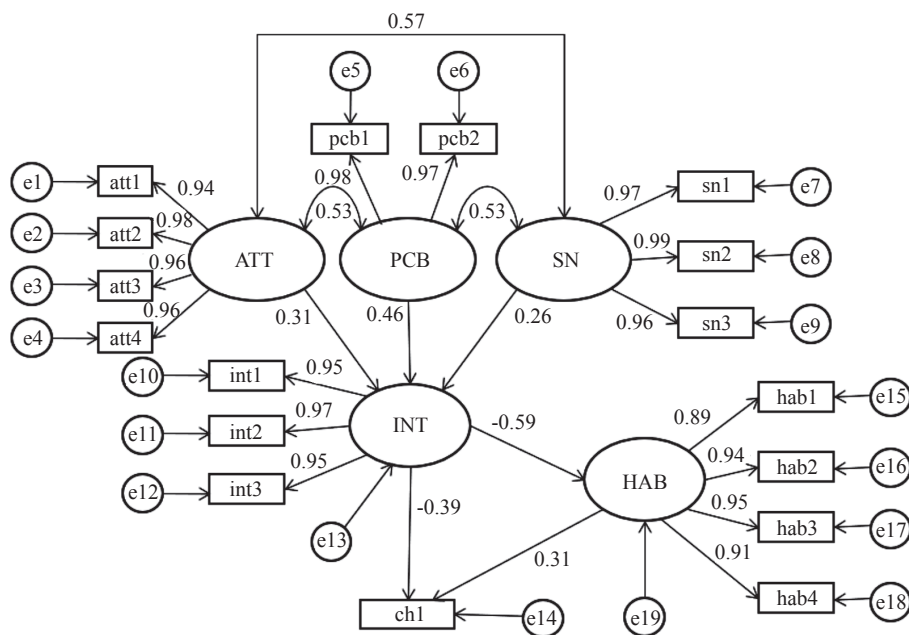 0.57
e5
e6
pcb1
pcb2
e1
att1
0.94
0.98
0.97
0.97
sn1
e7
e2
att2
0.98
0.53
0.53
ATT
PCB
SN
0.99
sn2
e8
e3
att3
0.96
e4
att4
0.96
0.31
0.46
0.26
0.96
sn3
e9
e10
int1
0.95
e11
int2
0.97
INT
-0.59
0.89
hab1
e15
e12
int3
0.95
0.94
hab2
e16
HAB
0.95
hab3
e17
e13
-0.39
0.31
0.91
ch1
e14
e19
hab4
e18